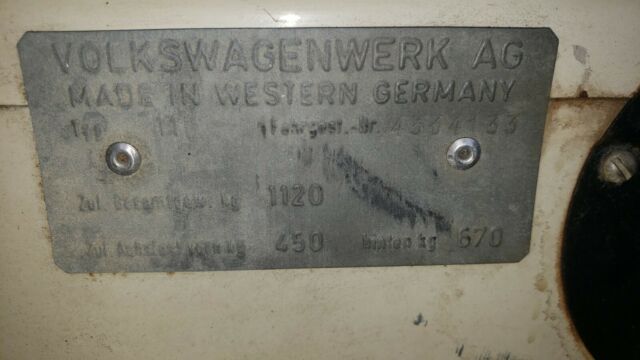 VOLKSWAGENWERK AG
MADE IN WESTERN GERMANY
Typ 11 Fahrgest.-Nr.
Zul. Gesamtgew. kg 1120
Zul. Achslast vorn kg 450 hinten kg 670